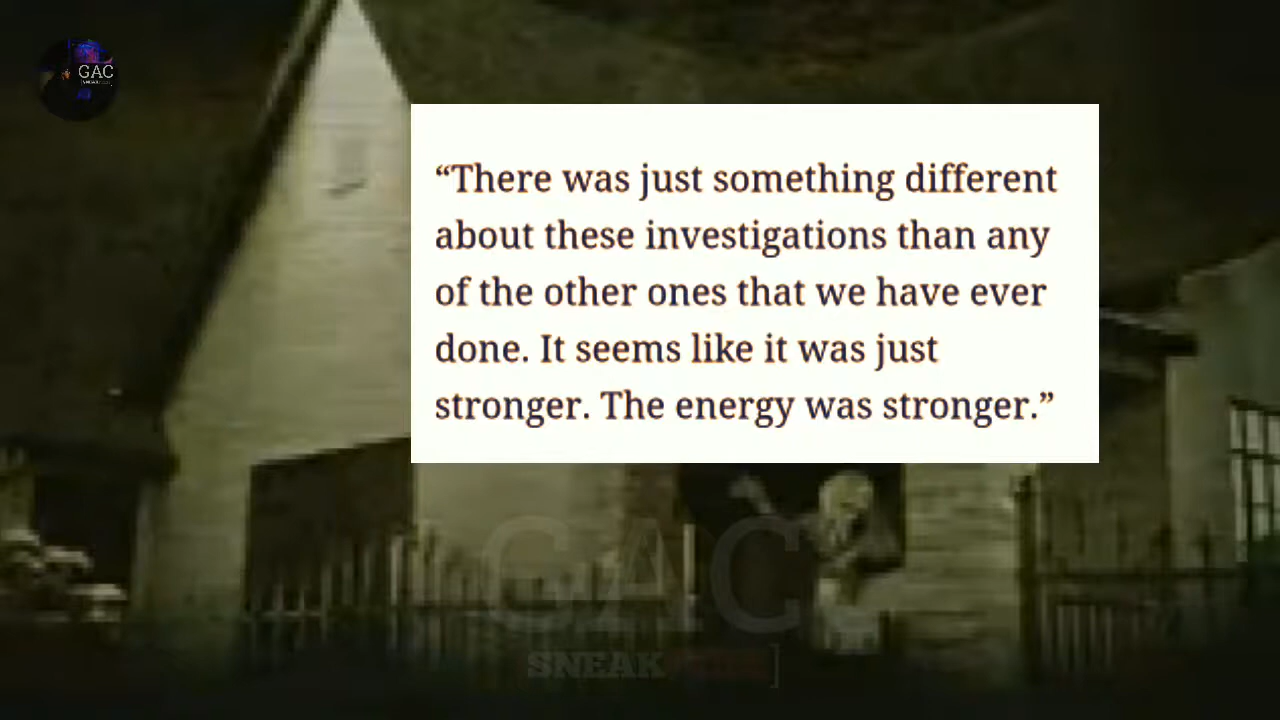 GAC
“There was just something different
about these investigations than any
of the other ones that we have ever
done. It seems like it was just
stronger. The energy was stronger.”
GAC
SNEAK